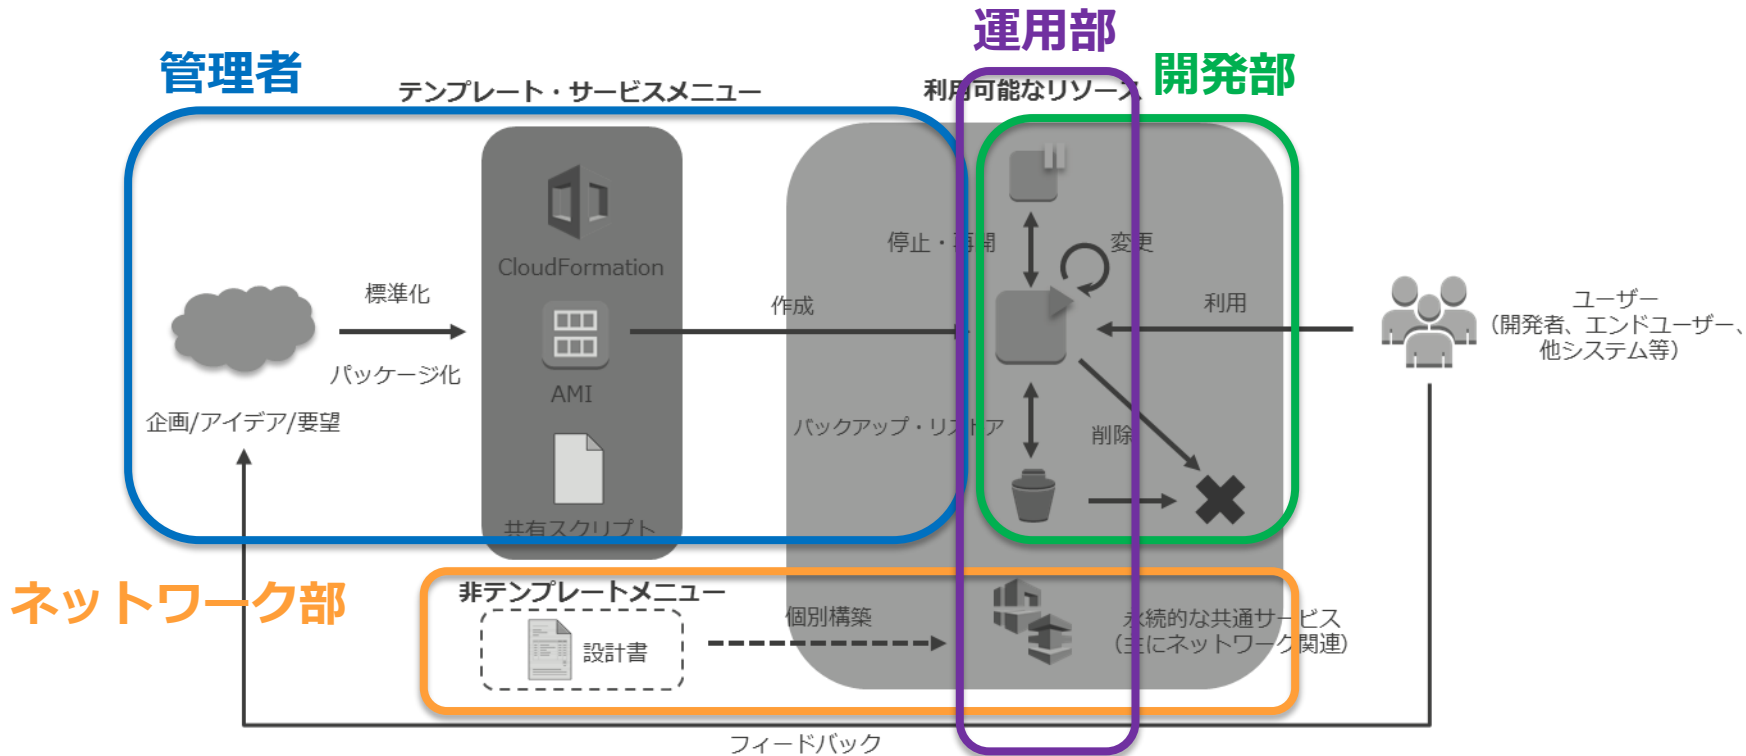 運用部
管理者
開発部
テンプレート・サービスメニュー
利用可能なリソース
CloudFormation
停止・再開
変更
標準化
作成
利用
ユーザー
（開発者、エンドユーザー、
他システム等）
パッケージ化
AMI
企画/アイデア/要望
バックアップ・リストア
削除
共有スクリプト
ネットワーク部
非テンプレートメニュー
個別構築
設計書
永続的な共通サービス
（主にネットワーク関連）
フィードバック